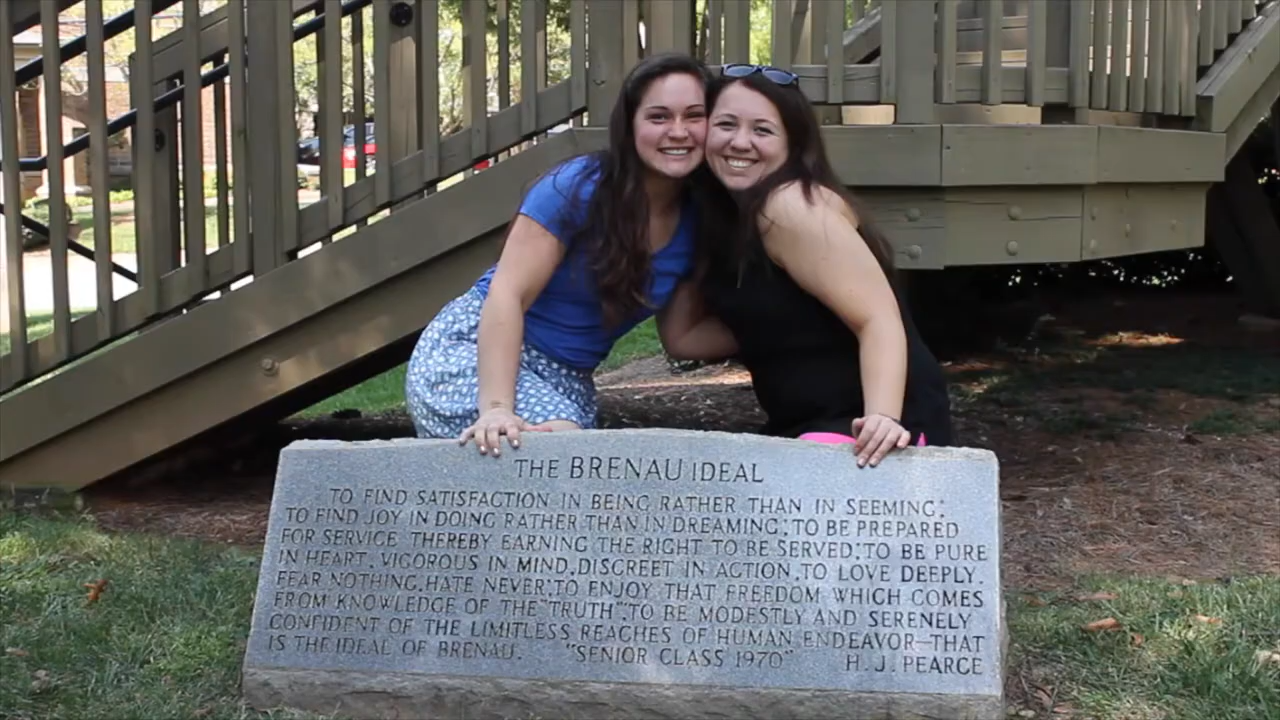 THE BRENAU IDEAL
TO FIND SATISFACTION IN BEING RATHER THAN IN SEEMING;
TO FIND JOY IN DOING RATHER THAN IN DREAMING; TO BE PREPARED
FOR SERVICE THEREBY EARNING THE RIGHT TO BE SERVED; TO BE PURE
IN HEART, VIGOROUS IN MIND, DISCREET IN ACTION, TO LOVE DEEPLY,
FEAR NOTHING, HATE NEVER; TO ENJOY THAT FREEDOM WHICH COMES
FROM KNOWLEDGE OF THE "TRUTH"; TO BE MODESTLY AND SERENELY
CONFIDENT OF THE LIMITLESS REACHES OF HUMAN ENDEAVOR—THAT
IS THE IDEAL OF BRENAU. "SENIOR CLASS 1970" H. J. PEARCE